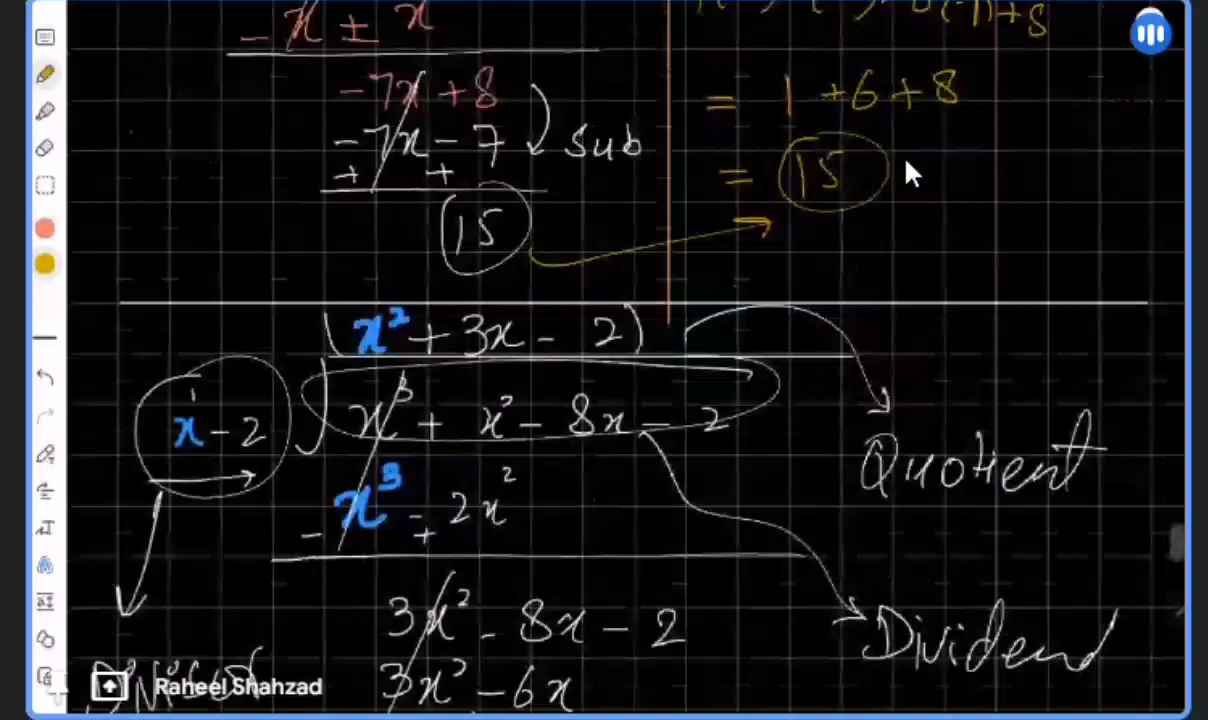 - x ± x
-7x + 8
= 1 + 6 + 8
-7x - 7
Sub
+ +
= 15
15
(x² + 3x - 2)
x¹ - 2
x³ + x² - 8x - 2
Quotient
x³ - 2x²
- +
3x² - 8x - 2
Dividend
3x² - 6x
Raheel Shahzad